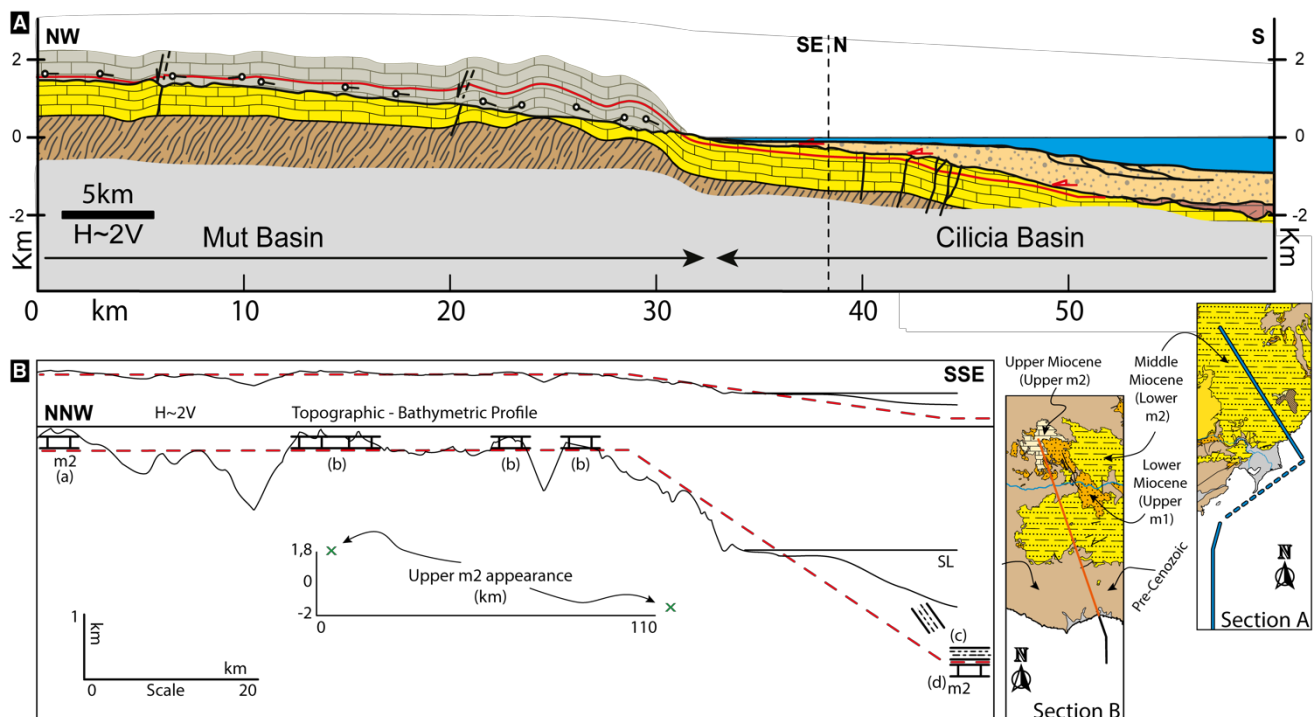 A
NW
SE N
S
2
0
-2
Km
2
0
-2
Km
5km
H~2V
Mut Basin
Cilicia Basin
0 km 10 20 30 40 50
B
SSE
NNW
H~2V
Topographic - Bathymetric Profile
m2
(a)
(b)
(b)
(b)
1,8
0
-2
Upper m2 appearance
(km)
0
110
SL
(c)
(d)
m2
1
km
km
0 Scale 20
Upper Miocene
(Upper m2)
Middle
Miocene
(Lower
m2)
Lower
Miocene
(Upper
m1)
Pre-Cenozoic
N
Section B
N
Section A